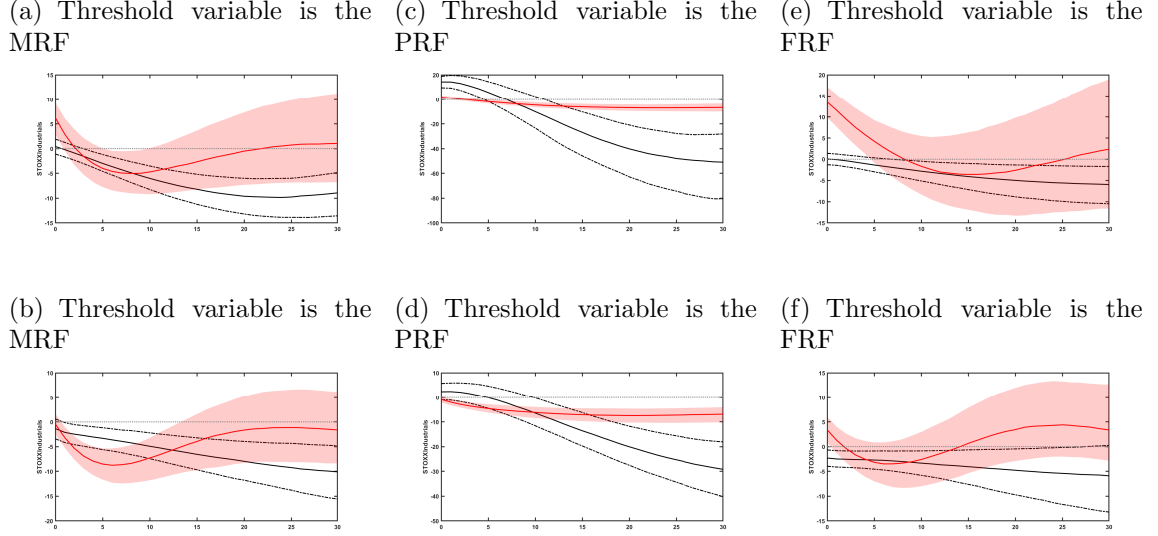 (a) Threshold variable is the
MRF
15
10
5
0
-5
-10
-15
STOXXIndustrials
0 5 10 15 20 25 30
(c) Threshold variable is the
PRF
20
0
-20
-40
-60
-80
-100
STOXXIndustrials
0 5 10 15 20 25 30
(e) Threshold variable is the
FRF
20
15
10
5
0
-5
-10
-15
STOXXIndustrials
0 5 10 15 20 25 30
(b) Threshold variable is the
MRF
10
5
0
-5
-10
-15
-20
STOXXIndustrials
0 5 10 15 20 25 30
(d) Threshold variable is the
PRF
10
0
-10
-20
-30
-40
-50
STOXXIndustrials
0 5 10 15 20 25 30
(f) Threshold variable is the
FRF
15
10
5
0
-5
-10
-15
STOXXIndustrials
0 5 10 15 20 25 30